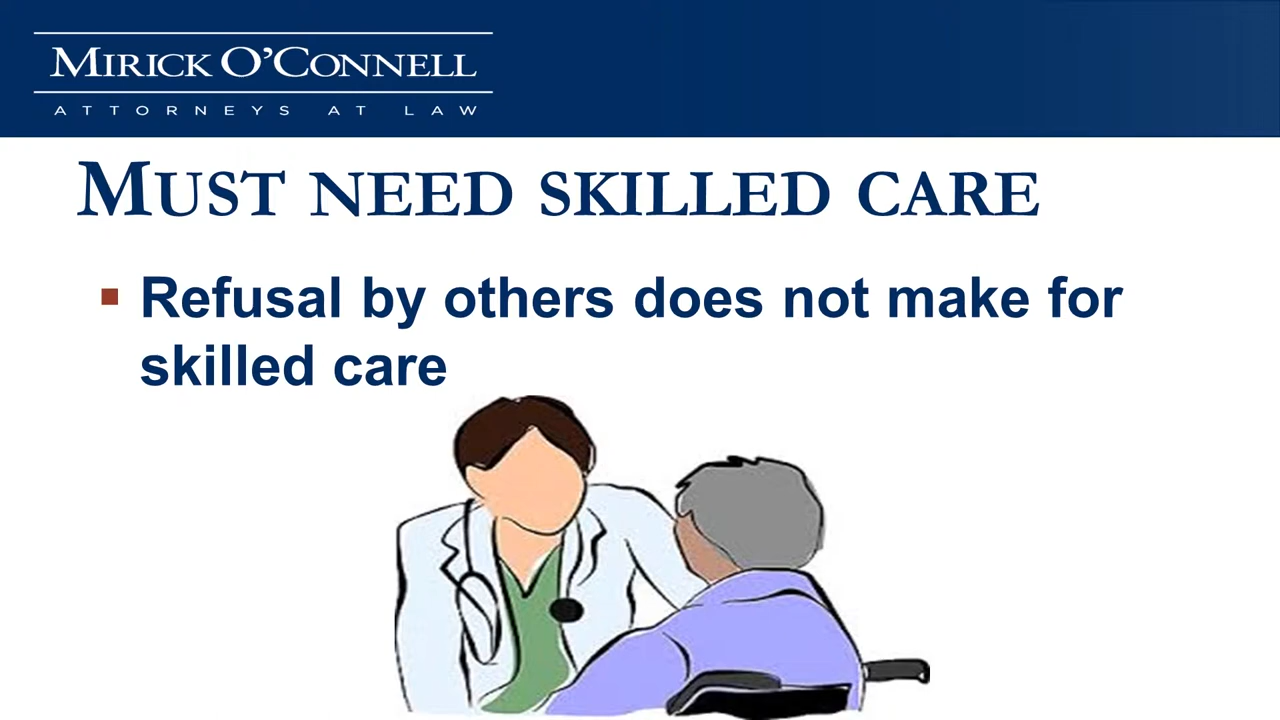 MIRICK O'CONNELL
ATTORNEYS AT LAW
MUST NEED SKILLED CARE
Refusal by others does not make for
skilled care